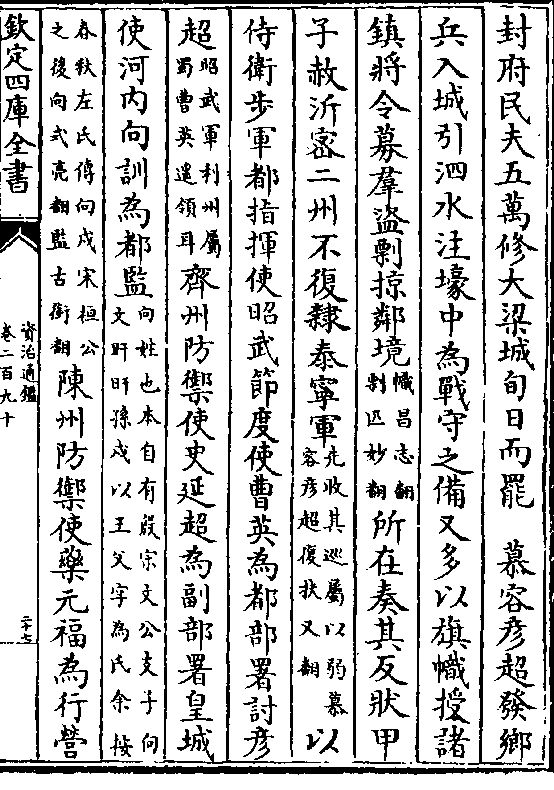 封府民夫五萬修大梁城旬日而罷　慕容彦超發鄉
兵入城引泗水注壕中為戰守之備又多以旗幟授諸
鎮將令募羣盜剽掠鄰境幟昌志翻剽匹妙翻所在奏其反狀甲
子赦沂密二州不復隸泰寧軍先收其巡屬以弱慕容彦超復扶又翻以
侍衛步軍都指揮使昭武節度使曹英為都部署討彦
超昭武軍利州屬蜀曹英遥領耳齊州防禦使史延超為副部署皇城
使河内向訓為都監向姓也本自有殷宋文公支子向文旰旰孫戍以王父字為氏余按
春秋左氏傳向戍宋桓公之後向式亮翻監古銜翻陳州防禦使藥元福為行營
欽定四庫全書
資治通鑑
卷二百九十
二十七